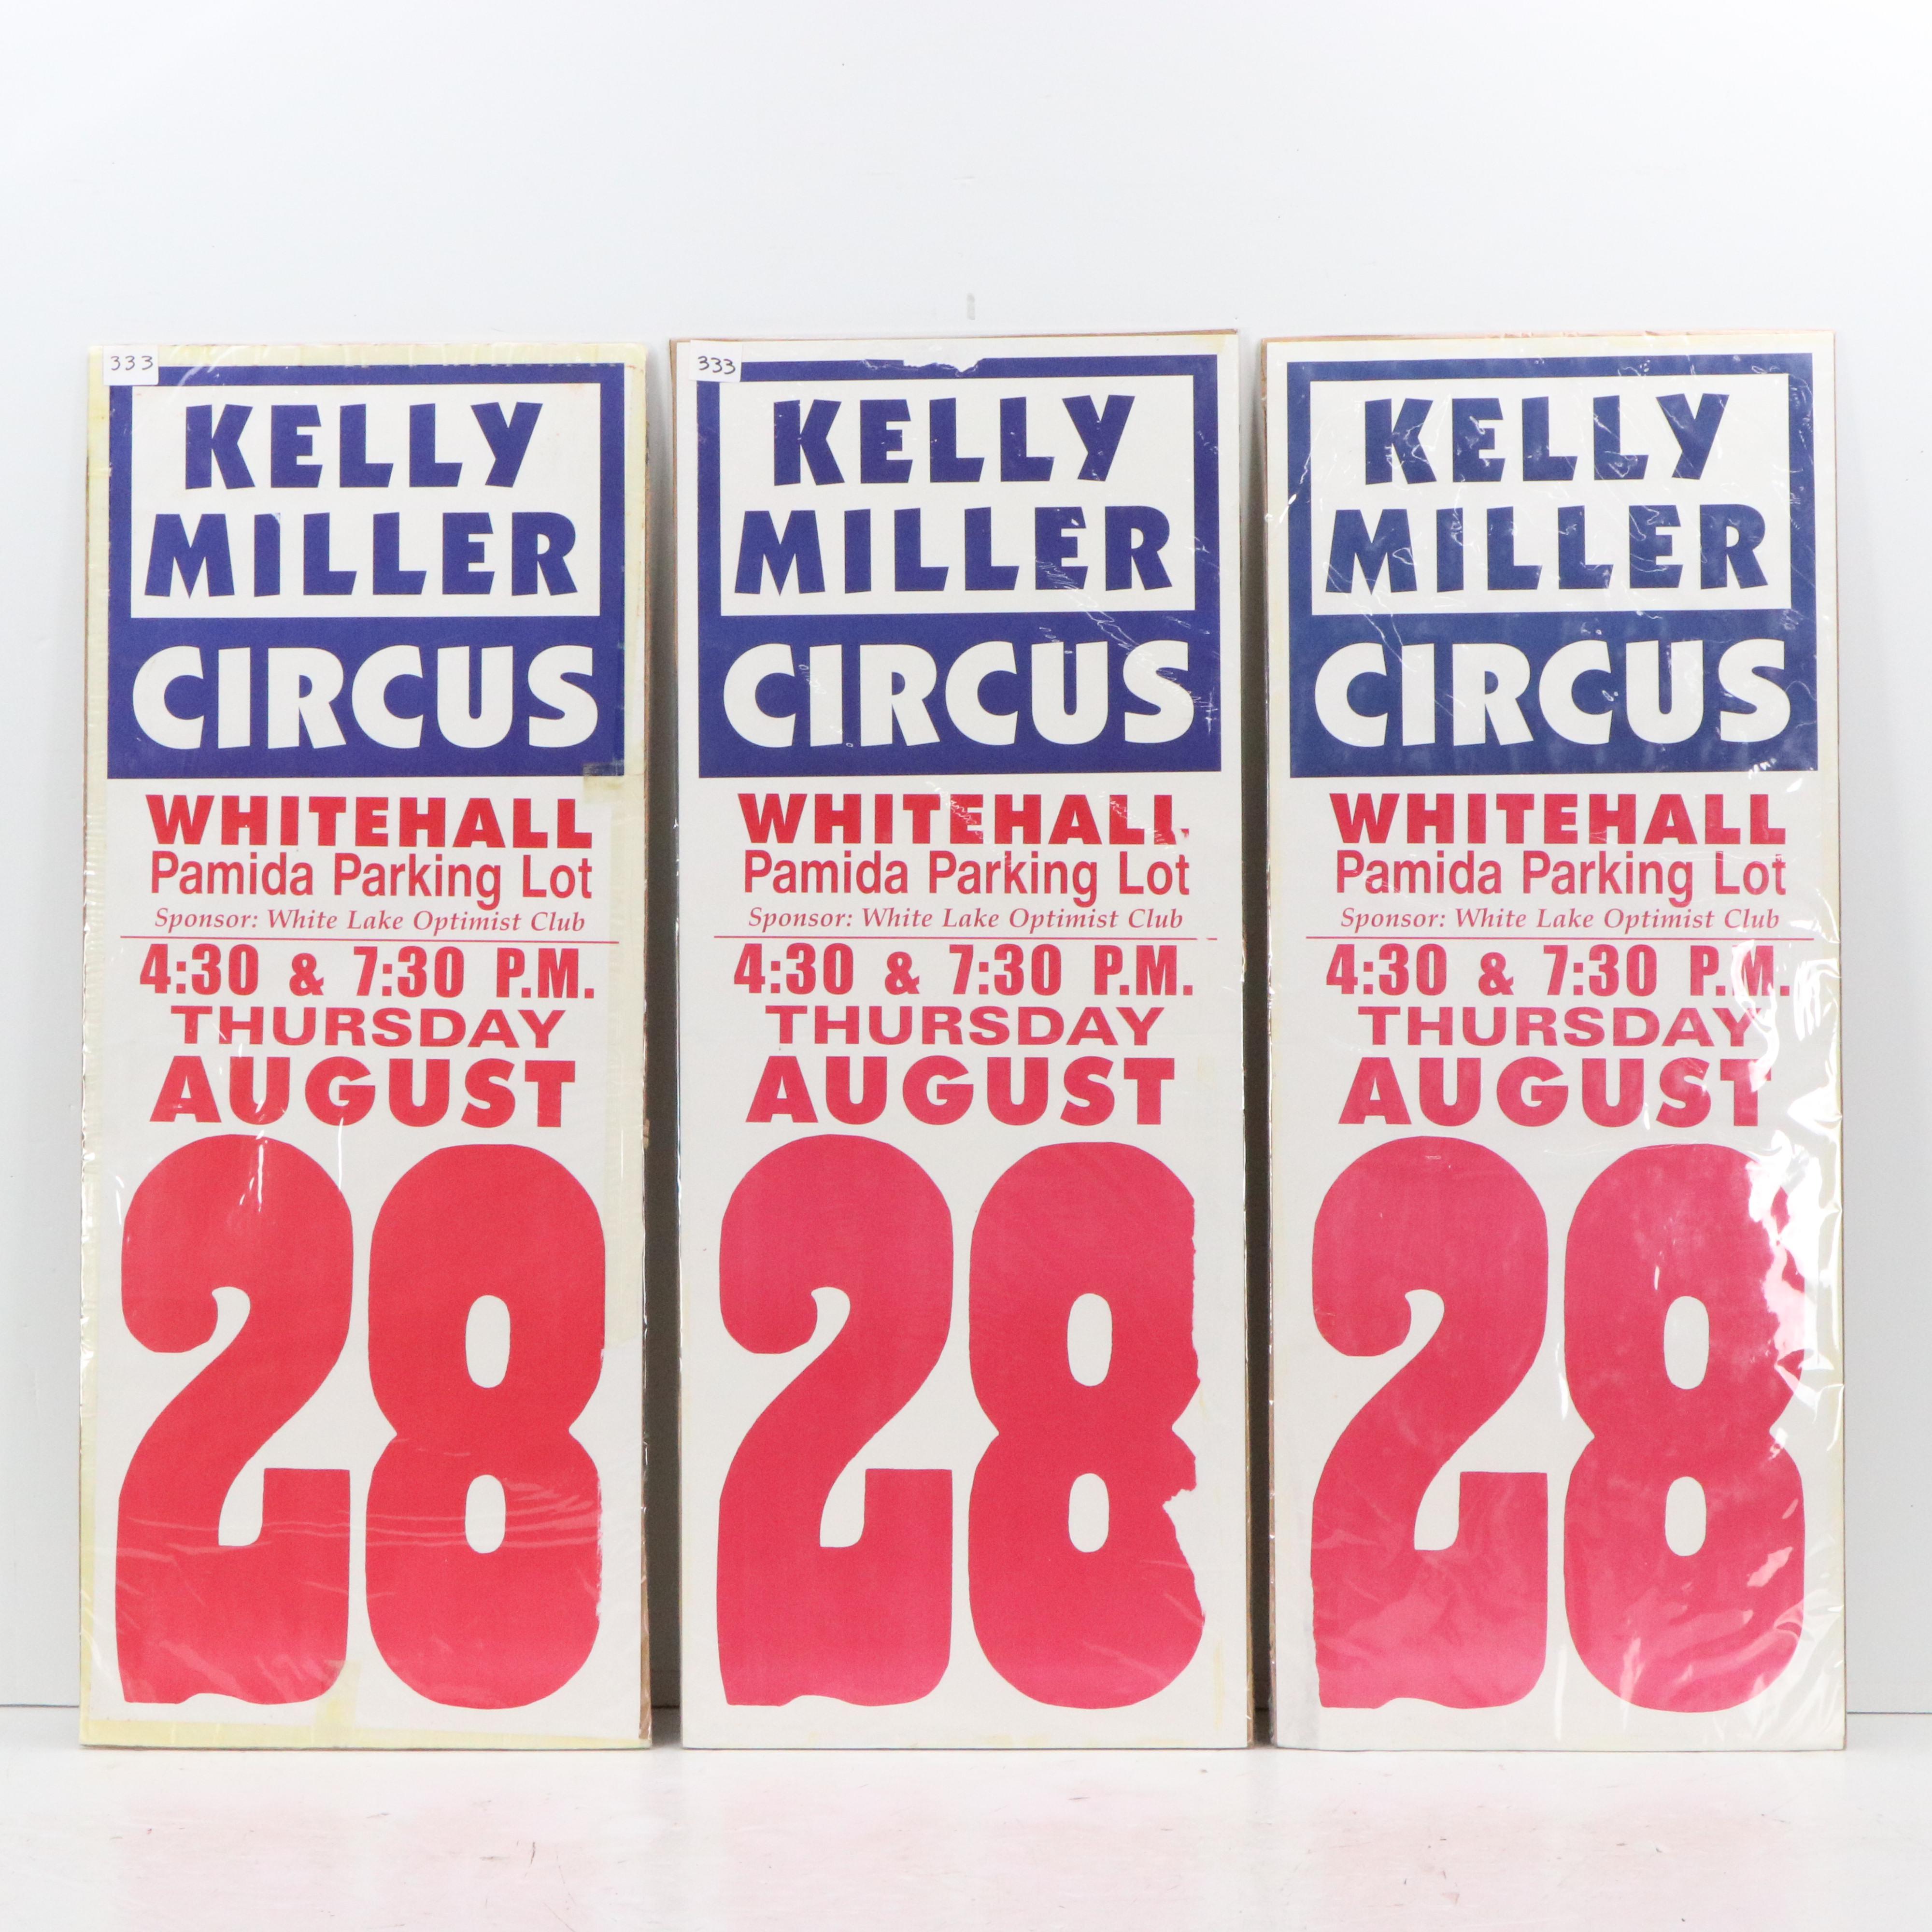 333
KELLY
MILLER
CIRCUS
WHITEHALL
Pamida Parking Lot
Sponsor: White Lake Optimist Club
4:30 & 7:30 P.M.
THURSDAY
AUGUST
28
333
KELLY
MILLER
CIRCUS
WHITEHALL
Pamida Parking Lot
Sponsor: White Lake Optimist Club
4:30 & 7:30 P.M.
THURSDAY
AUGUST
28
KELLY
MILLER
CIRCUS
WHITEHALL
Pamida Parking Lot
Sponsor: White Lake Optimist Club
4:30 & 7:30 P.M.
THURSDAY
AUGUST
28